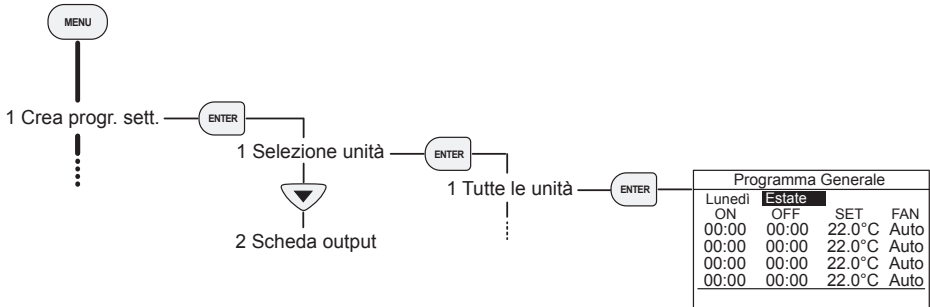 MENU
1 Crea progr. sett.
ENTER
1 Selezione unità
ENTER
1 Tutte le unità
ENTER
2 Scheda output
Programma Generale
Lunedì Estate
ON OFF SET FAN
00:00 00:00 22.0°C Auto
00:00 00:00 22.0°C Auto
00:00 00:00 22.0°C Auto
00:00 00:00 22.0°C Auto